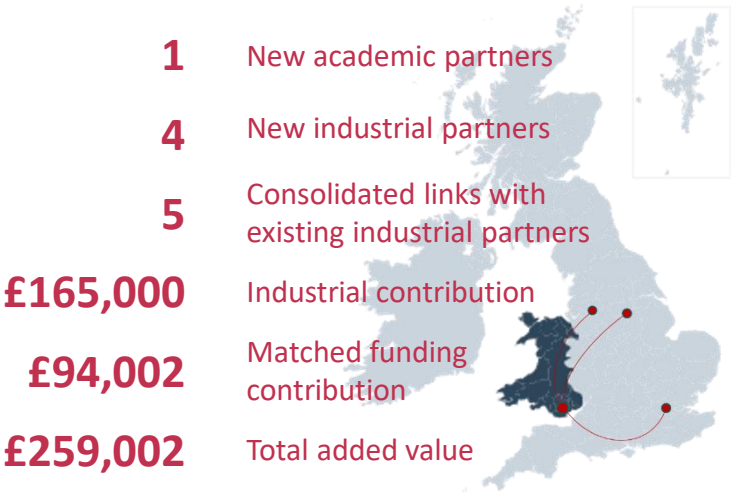 1 New academic partners
4 New industrial partners
5 Consolidated links with
existing industrial partners
£165,000 Industrial contribution
£94,002 Matched funding
contribution
£259,002 Total added value